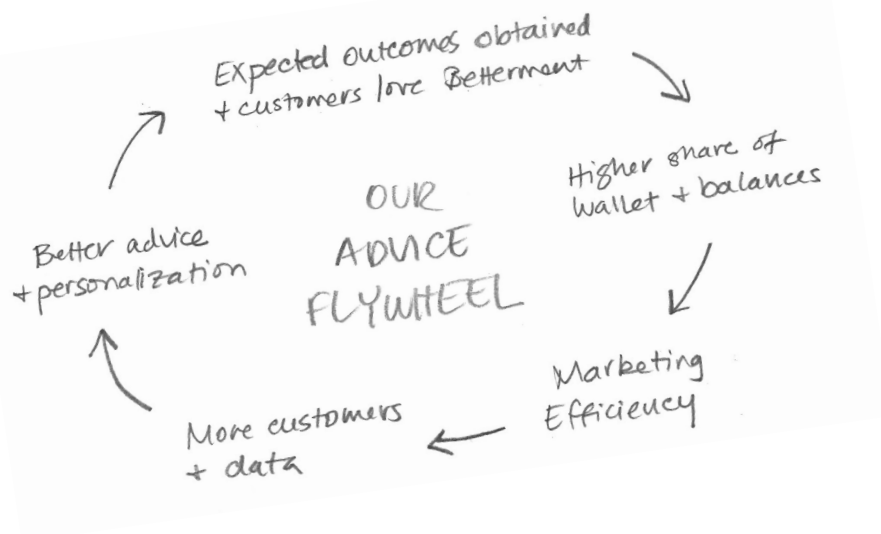 Expected outcomes obtained
+ customers love Betterment
Higher share of
wallet + balances
OUR
ADVICE
FLYWHEEL
Better advice
+ personalization
Marketing
Efficiency
More customers
+ data